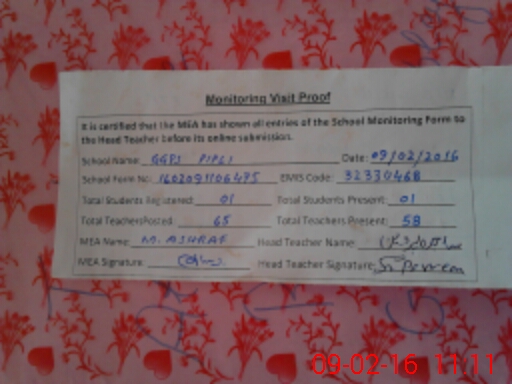 Monitoring Visit Proof
It is certified that the MEA has shown all entries of the School Monitoring Form to
the Head Teacher before its online submission.
School Name: GGPS PIPLI Date: 09/02/2016
School Form No: 1602091106475 EMIS Code: 32330468
Total Students Registered: 01 Total Students Present: 01
Total TeachersPosted: 65 Total Teachers Present: 58
MEA Name: M. ASHRAF Head Teacher Name:
MEA Signature: Head Teacher Signature:
09-02-16 11:11